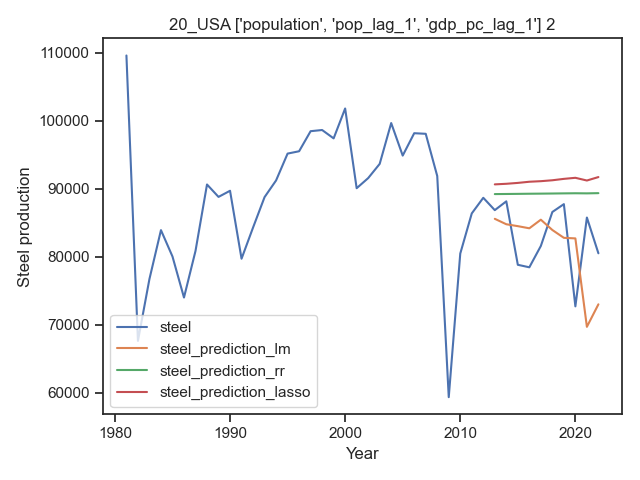 20_USA ['population', 'pop_lag_1', 'gdp_pc_lag_1'] 2
110000
100000
90000
80000
70000
60000
Steel production
steel
steel_prediction_lm
steel_prediction_rr
steel_prediction_lasso
1980
1990
2000
2010
2020
Year